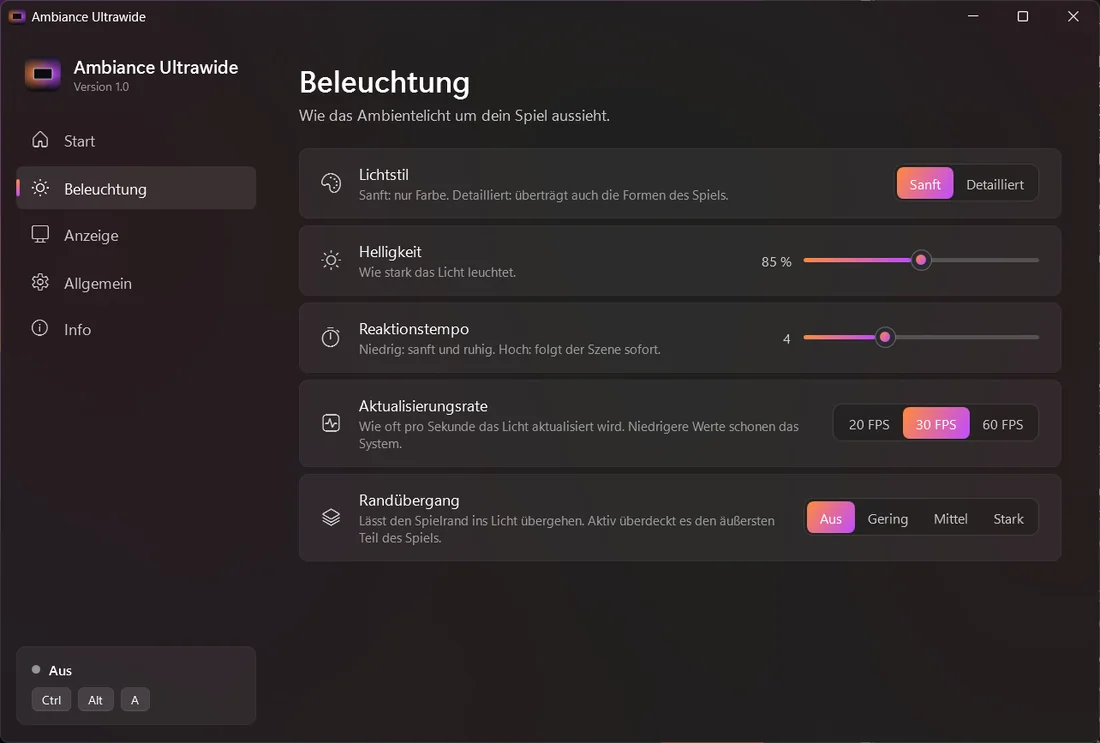 Ambiance Ultrawide
Ambiance Ultrawide
Version 1.0
Start
Beleuchtung
Anzeige
Allgemein
Info
Aus
Ctrl Alt A
Beleuchtung
Wie das Ambientelicht um dein Spiel aussieht.
Lichtstil
Sanft: nur Farbe. Detailliert: überträgt auch die Formen des Spiels.
Sanft Detailliert
Helligkeit
Wie stark das Licht leuchtet.
85 %
Reaktionstempo
Niedrig: sanft und ruhig. Hoch: folgt der Szene sofort.
4
Aktualisierungsrate
Wie oft pro Sekunde das Licht aktualisiert wird. Niedrigere Werte schonen das
System.
20 FPS 30 FPS 60 FPS
Randübergang
Lässt den Spielrand ins Licht übergehen. Aktiv überdeckt es den äußersten
Teil des Spiels.
Aus Gering Mittel Stark